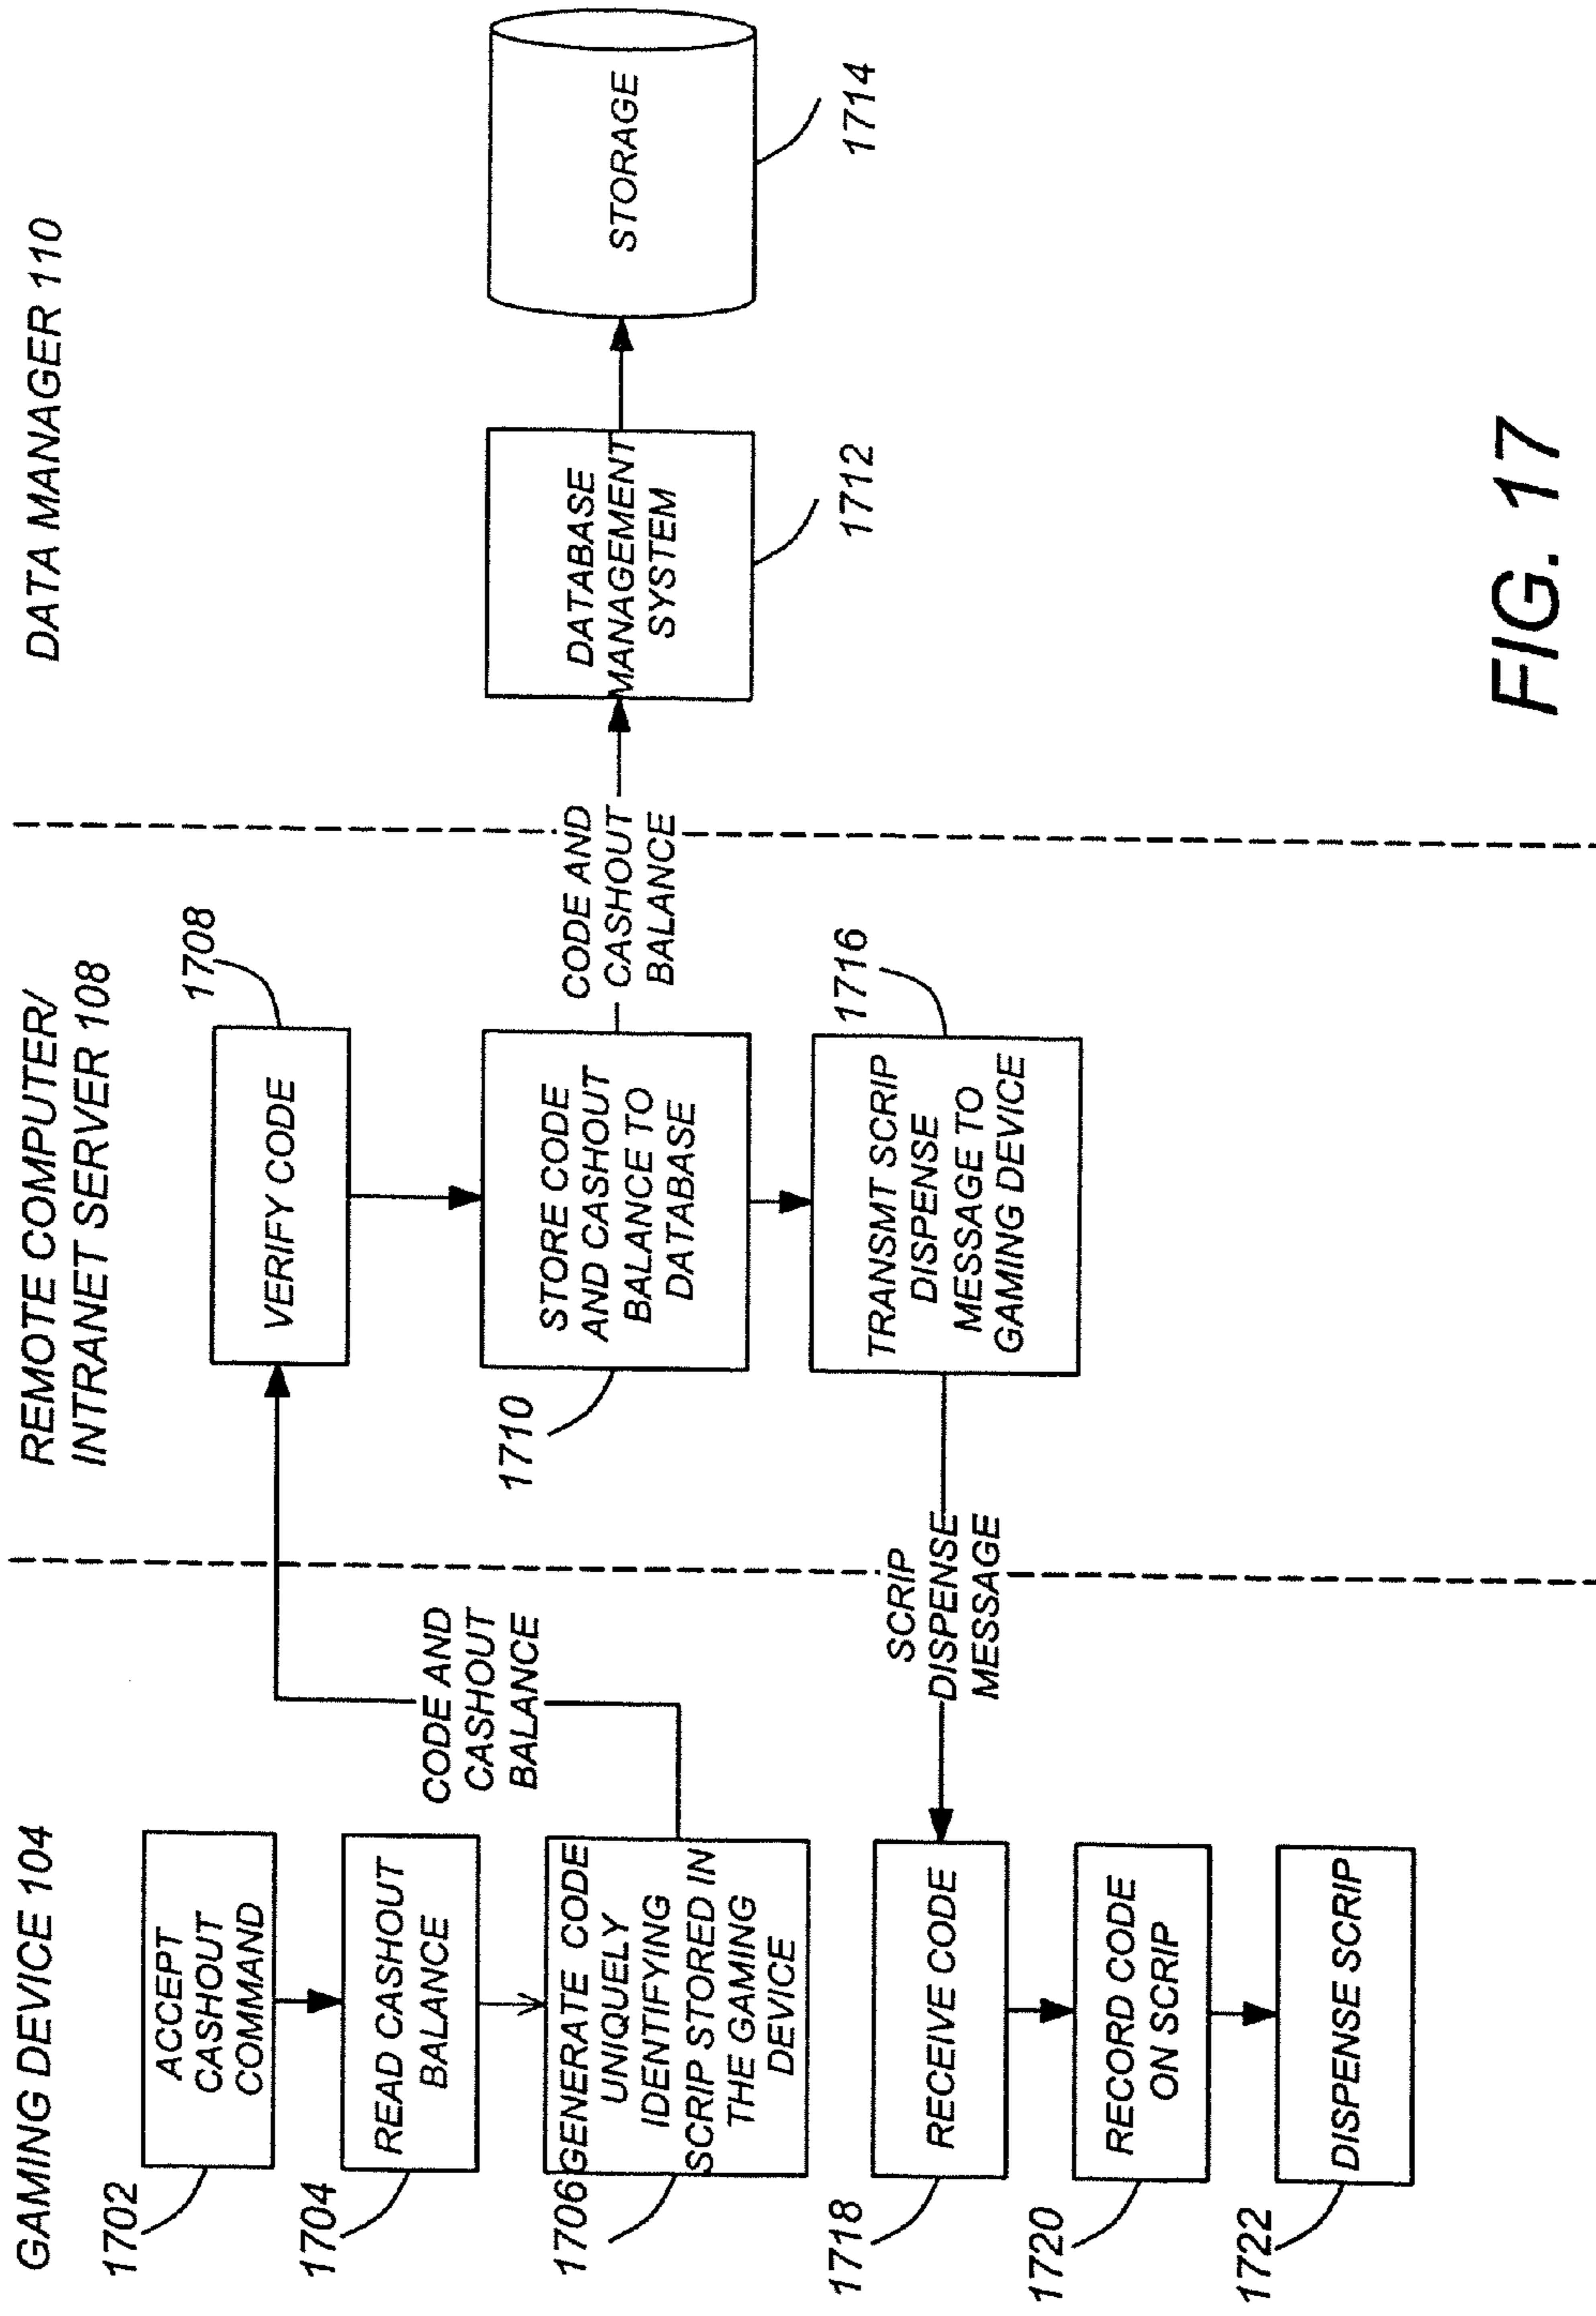 GAMING DEVICE 104
REMOTE COMPUTER/
INTRANET SERVER 108
DATA MANAGER 110
1702
ACCEPT
CASHOUT
COMMAND
1704
READ CASHOUT
BALANCE
1706
GENERATE CODE
UNIQUELY
IDENTIFYING
SCRIP STORED IN
THE GAMING
DEVICE
CODE AND
CASHOUT
BALANCE
1708
VERIFY CODE
1710
STORE CODE
AND CASHOUT
BALANCE TO
DATABASE
CODE AND
CASHOUT
BALANCE
DATABASE
MANAGEMENT
SYSTEM
1712
STORAGE
1714
1716
TRANSMT SCRIP
DISPENSE
MESSAGE TO
GAMING DEVICE
SCRIP
DISPENSE
MESSAGE
1718
RECEIVE CODE
1720
RECORD CODE
ON SCRIP
1722
DISPENSE SCRIP
FIG. 17